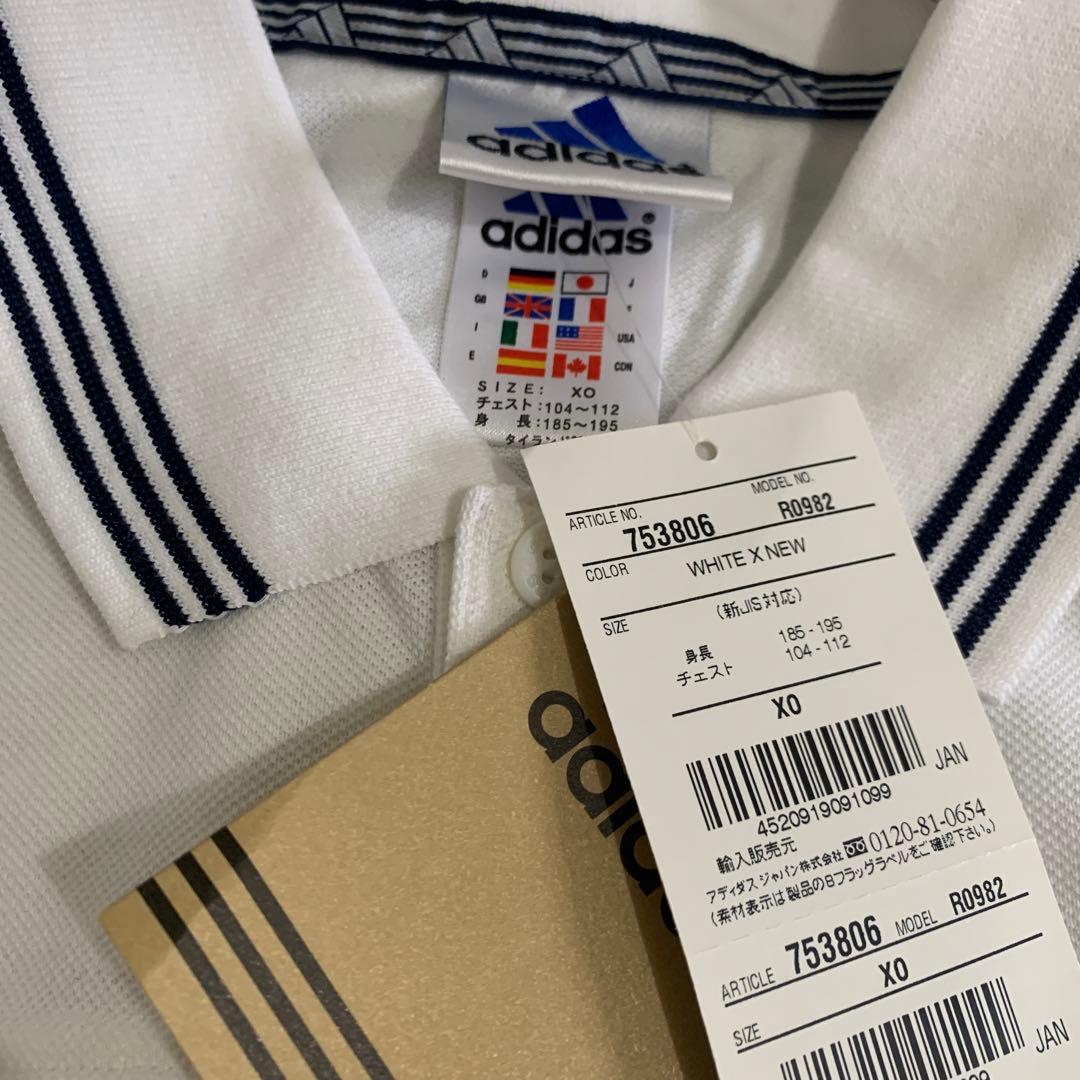 adidas
adidas®
D J
GB
I USA
E CDN
SIZE: XO
チェスト:104～112
身 長:185～195
ARTICLE NO. MODEL NO.
753806 R0982
COLOR WHITE X NEW
SIZE (新JIS対応)
身長 185 - 195
チェスト 104 - 112
XO
JAN
4520919091099
輸入販売元
アディダス ジャパン株式会社 0120-81-0654
(素材表示は製品の8フラッグラベルをご確認下さい。)
ARTICLE 753806 MODEL R0982
SIZE XO
JAN
adidas